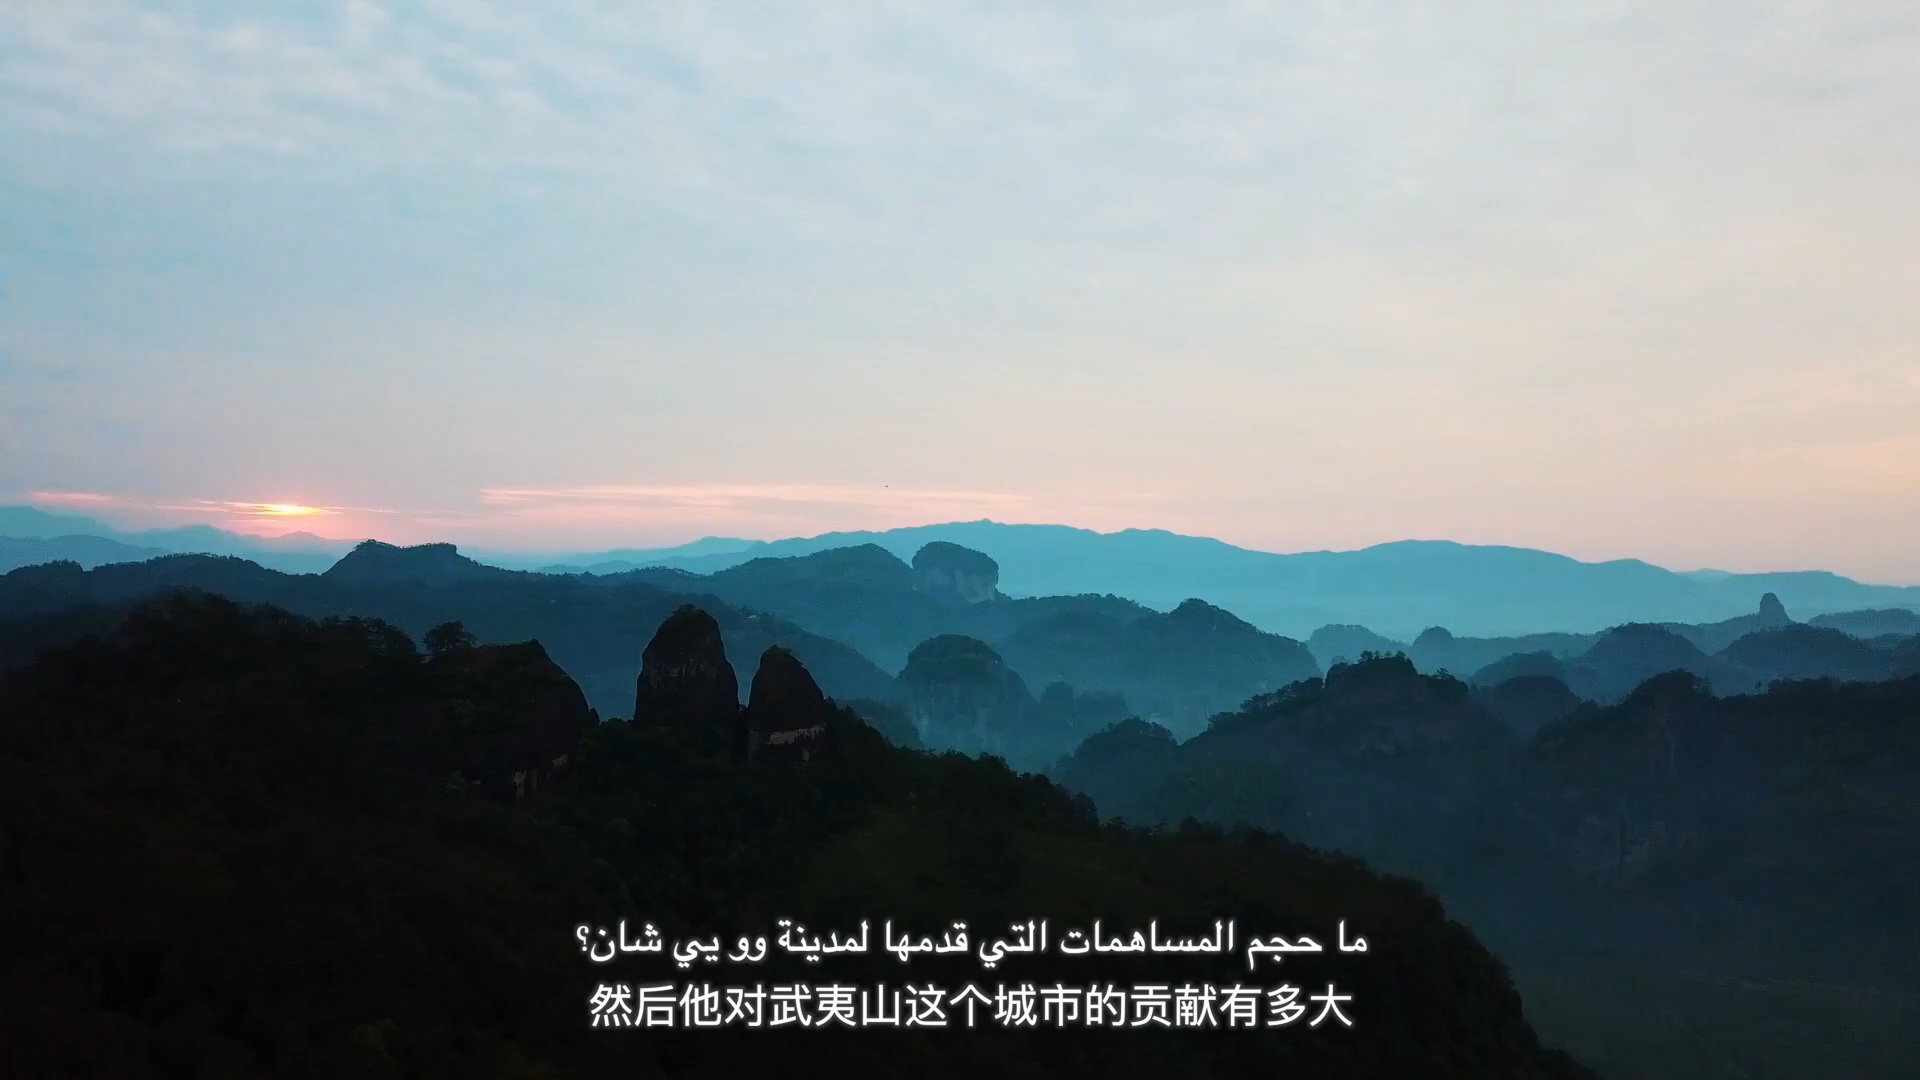 ما حجم المساهمات التي قدمها لمدينة وو يي شان؟
然后他对武夷山这个城市的贡献有多大